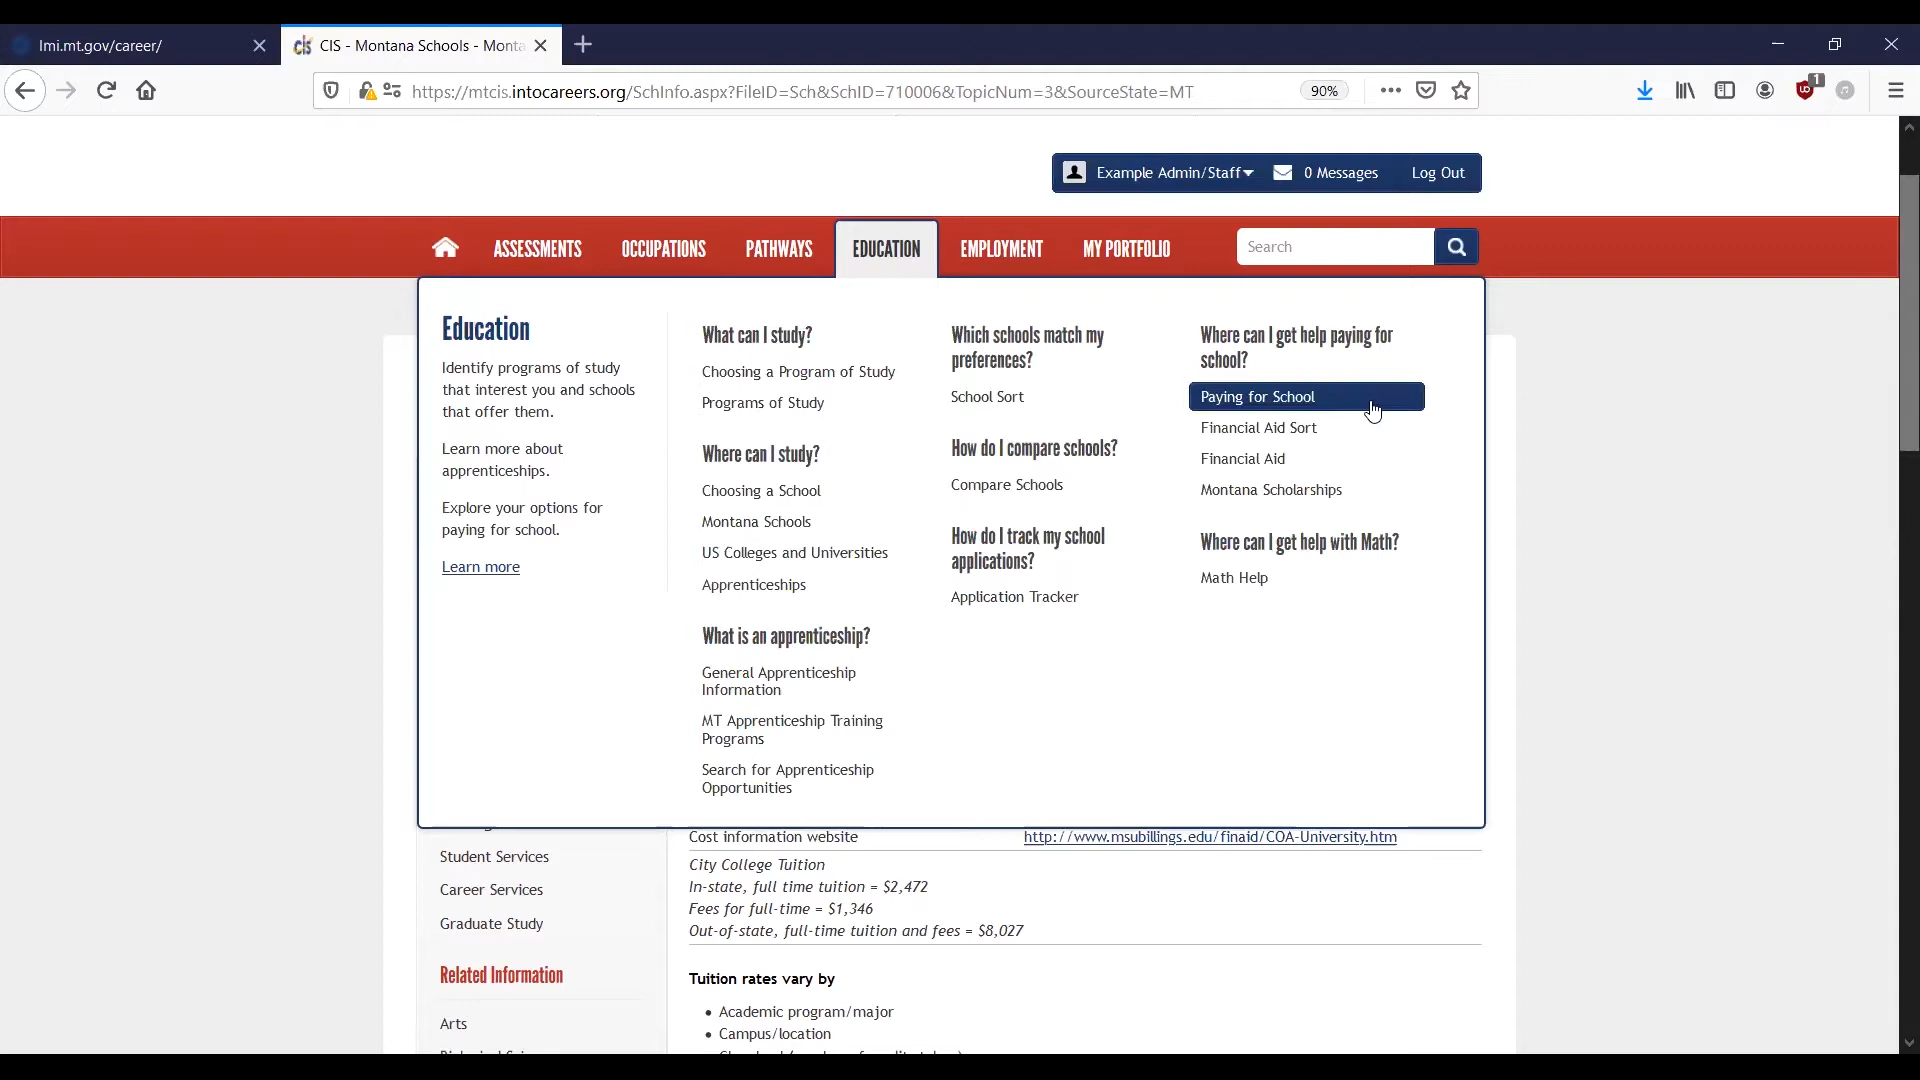 lmi.mt.gov/career/
CIS - Montana Schools - Monta
https://mtcis.intocareers.org/SchInfo.aspx?FileID=Sch&SchID=710006&TopicNum=3&SourceState=MT
90%
1
Example Admin/Staff
0 Messages
Log Out
ASSESSMENTS
OCCUPATIONS
PATHWAYS
EDUCATION
EMPLOYMENT
MY PORTFOLIO
Search
Education
Identify programs of study
that interest you and schools
that offer them.
Learn more about
apprenticeships.
Explore your options for
paying for school.
Learn more
What can I study?
Choosing a Program of Study
Programs of Study
Where can I study?
Choosing a School
Montana Schools
US Colleges and Universities
Apprenticeships
What is an apprenticeship?
General Apprenticeship
Information
MT Apprenticeship Training
Programs
Search for Apprenticeship
Opportunities
Which schools match my
preferences?
School Sort
How do I compare schools?
Compare Schools
How do I track my school
applications?
Application Tracker
Where can I get help paying for
school?
Paying for School
Financial Aid Sort
Financial Aid
Montana Scholarships
Where can I get help with Math?
Math Help
Student Services
Career Services
Graduate Study
Related Information
Arts
Cost information website
http://www.msubillings.edu/finaid/COA-University.htm
City College Tuition
In-state, full time tuition = $2,472
Fees for full-time = $1,346
Out-of-state, full-time tuition and fees = $8,027
Tuition rates vary by
• Academic program/major
• Campus/location